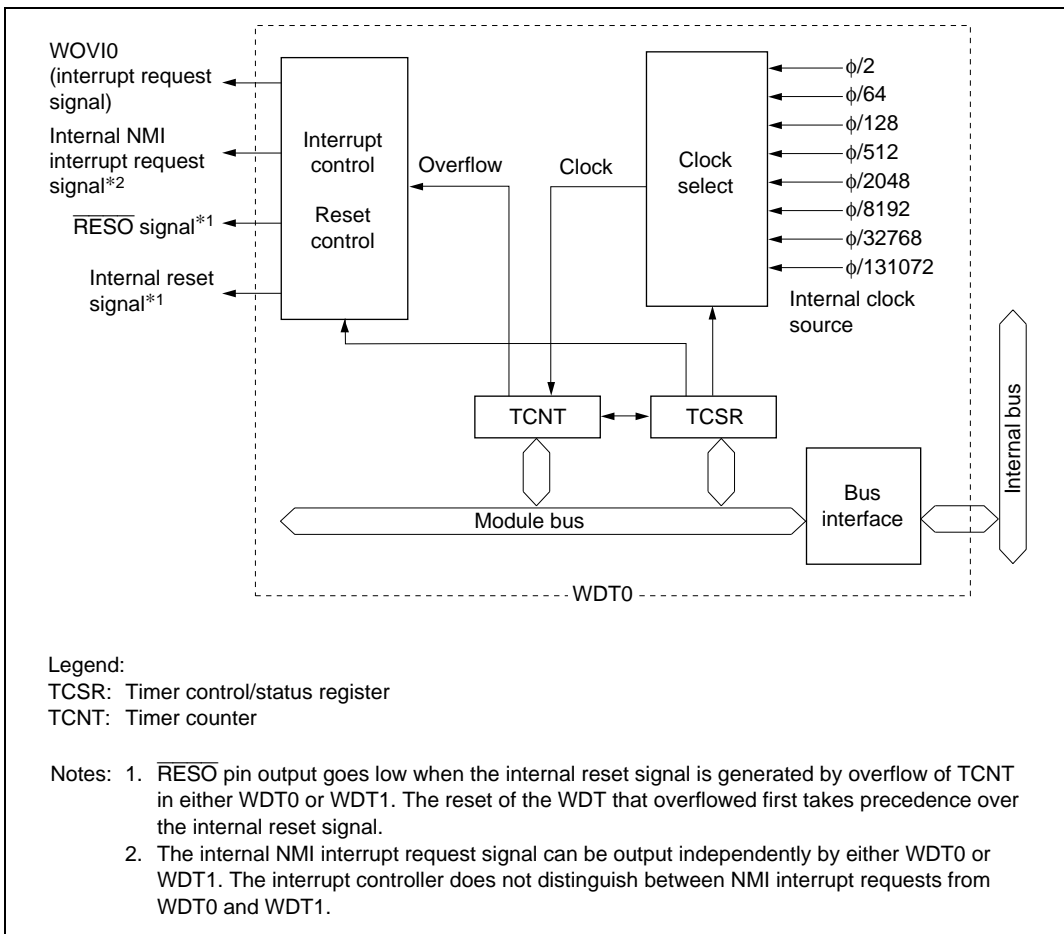 WOVI0
(interrupt request
signal)
Internal NMI
interrupt request
signal*2
RESO signal*1
Internal reset
signal*1
Interrupt
control
Reset
control
Overflow
Clock
Clock
select
ϕ/2
ϕ/64
ϕ/128
ϕ/512
ϕ/2048
ϕ/8192
ϕ/32768
ϕ/131072
Internal clock
source
TCNT
TCSR
Module bus
Bus
interface
Internal bus
WDT0
Legend:
TCSR: Timer control/status register
TCNT: Timer counter
Notes: 1. RESO pin output goes low when the internal reset signal is generated by overflow of TCNT
in either WDT0 or WDT1. The reset of the WDT that overflowed first takes precedence over
the internal reset signal.
2. The internal NMI interrupt request signal can be output independently by either WDT0 or
WDT1. The interrupt controller does not distinguish between NMI interrupt requests from
WDT0 and WDT1.